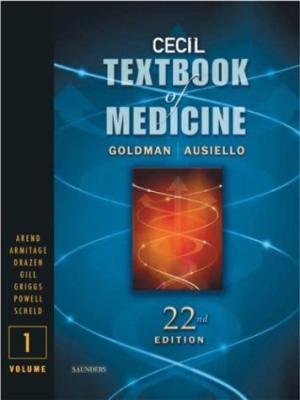 CECIL
TEXTBOOK
of
MEDICINE
GOLDMAN | AUSIELLO
AREND
ARMITAGE
DRAZEN
GILL
GRIGGS
POWELL
SCHELD
1
VOLUME
22nd
EDITION
SAUNDERS